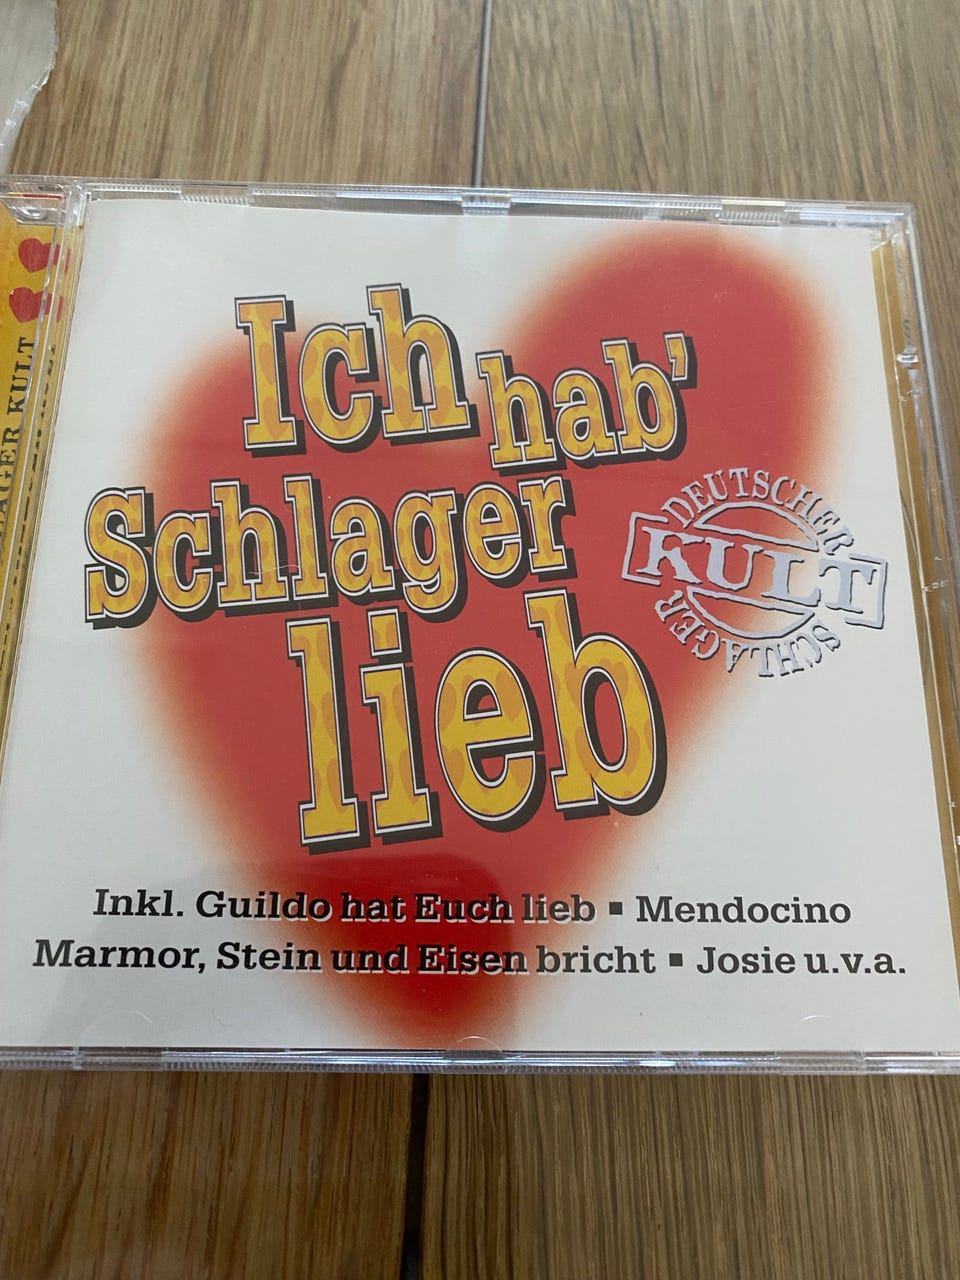 Ich hab'
Schlager
lieb
DEUTSCHER
KULT
SCHLAGER
Inkl. Guildo hat Euch lieb ▪ Mendocino
Marmor, Stein und Eisen bricht ▪ Josie u.v.a.
KULT